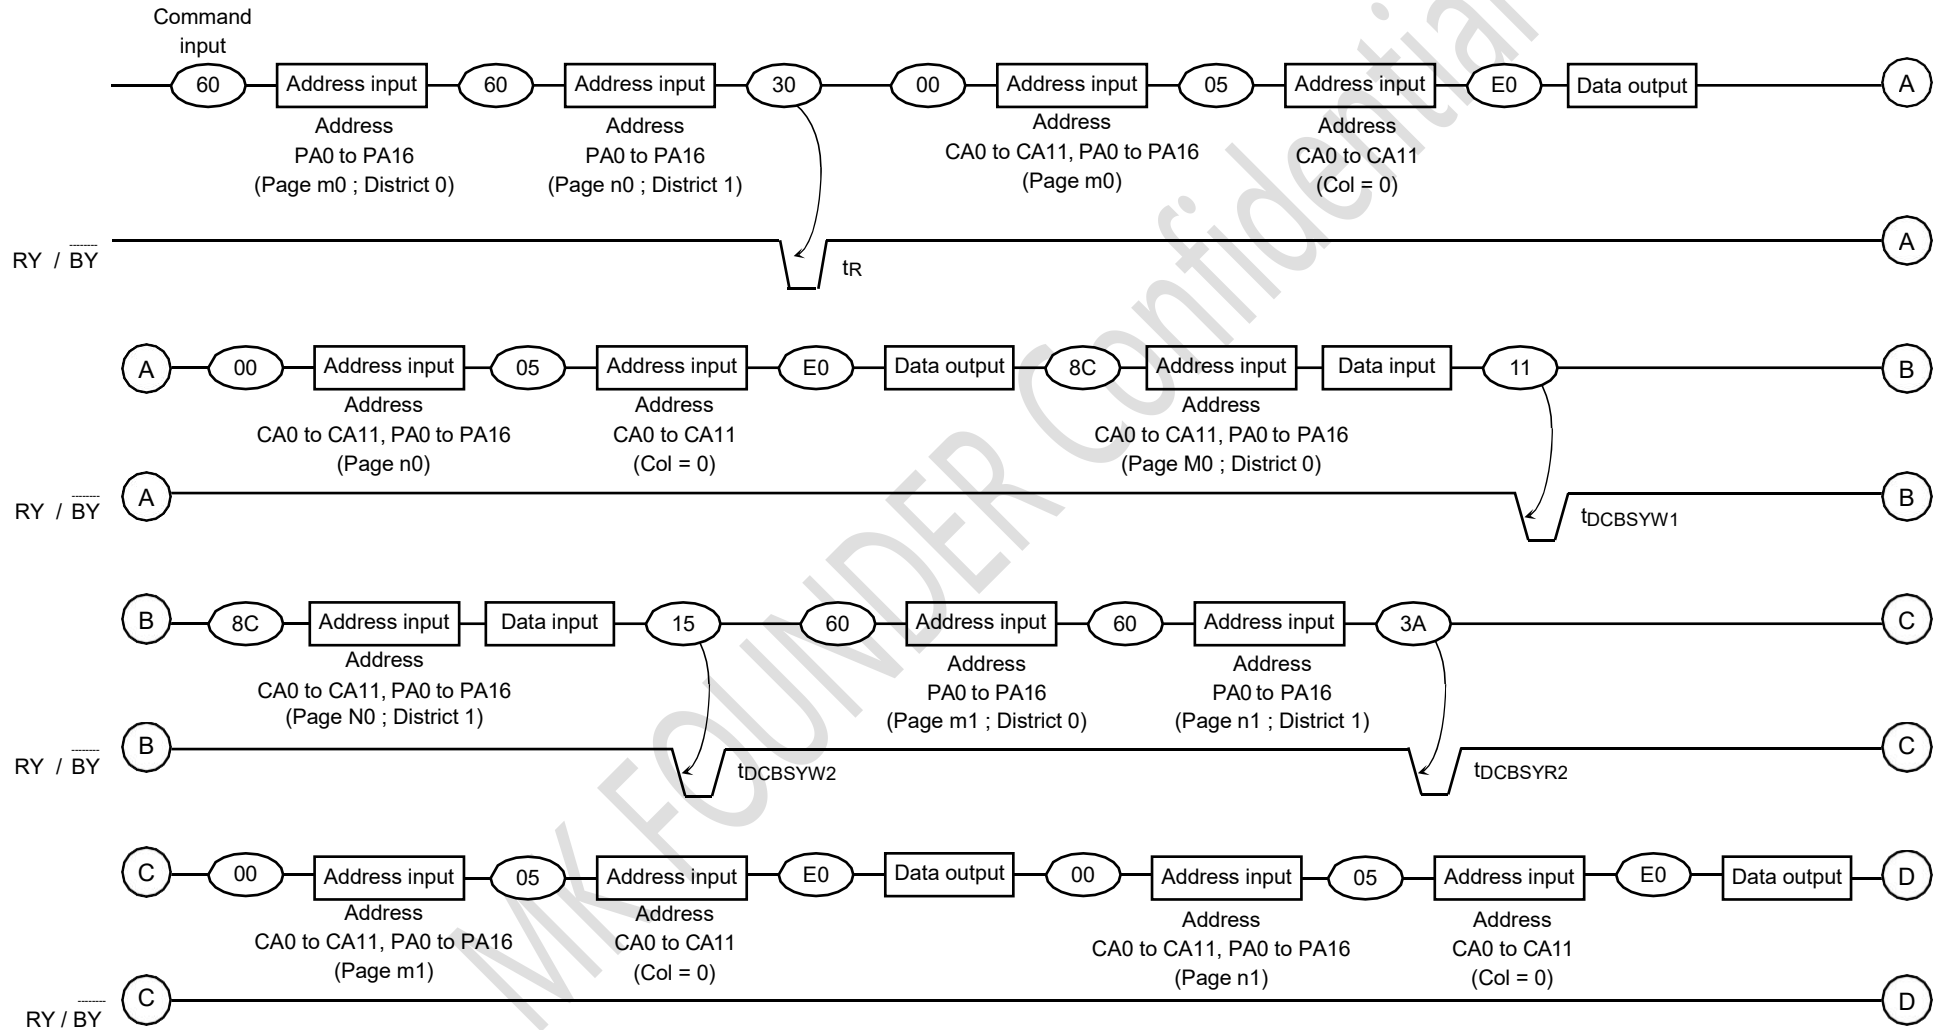 Command
input
60 Address input 60 Address input 30 00 Address input 05 Address input E0 Data output A
Address Address Address Address
PA0 to PA16 PA0 to PA16 CA0 to CA11, PA0 to PA16 CA0 to CA11
(Page m0 ; District 0) (Page n0 ; District 1) (Page m0) (Col = 0)
RY / BY A
tR
A 00 Address input 05 Address input E0 Data output 8C Address input Data input 11 B
Address Address Address
CA0 to CA11, PA0 to PA16 CA0 to CA11 CA0 to CA11, PA0 to PA16
(Page n0) (Col = 0) (Page M0 ; District 0)
RY / BY A B
tDCBSYW1
B 8C Address input Data input 15 60 Address input 60 Address input 3A C
Address Address Address
CA0 to CA11, PA0 to PA16 PA0 to PA16 PA0 to PA16
(Page N0 ; District 1) (Page m1 ; District 0) (Page n1 ; District 1)
RY / BY B C
tDCBSYW2 tDCBSYR2
C 00 Address input 05 Address input E0 Data output 00 Address input 05 Address input E0 Data output D
Address Address Address Address
CA0 to CA11, PA0 to PA16 CA0 to CA11 CA0 to CA11, PA0 to PA16 CA0 to CA11
(Page m1) (Col = 0) (Page n1) (Col = 0)
RY / BY C D
MK FOUNDER Confidential